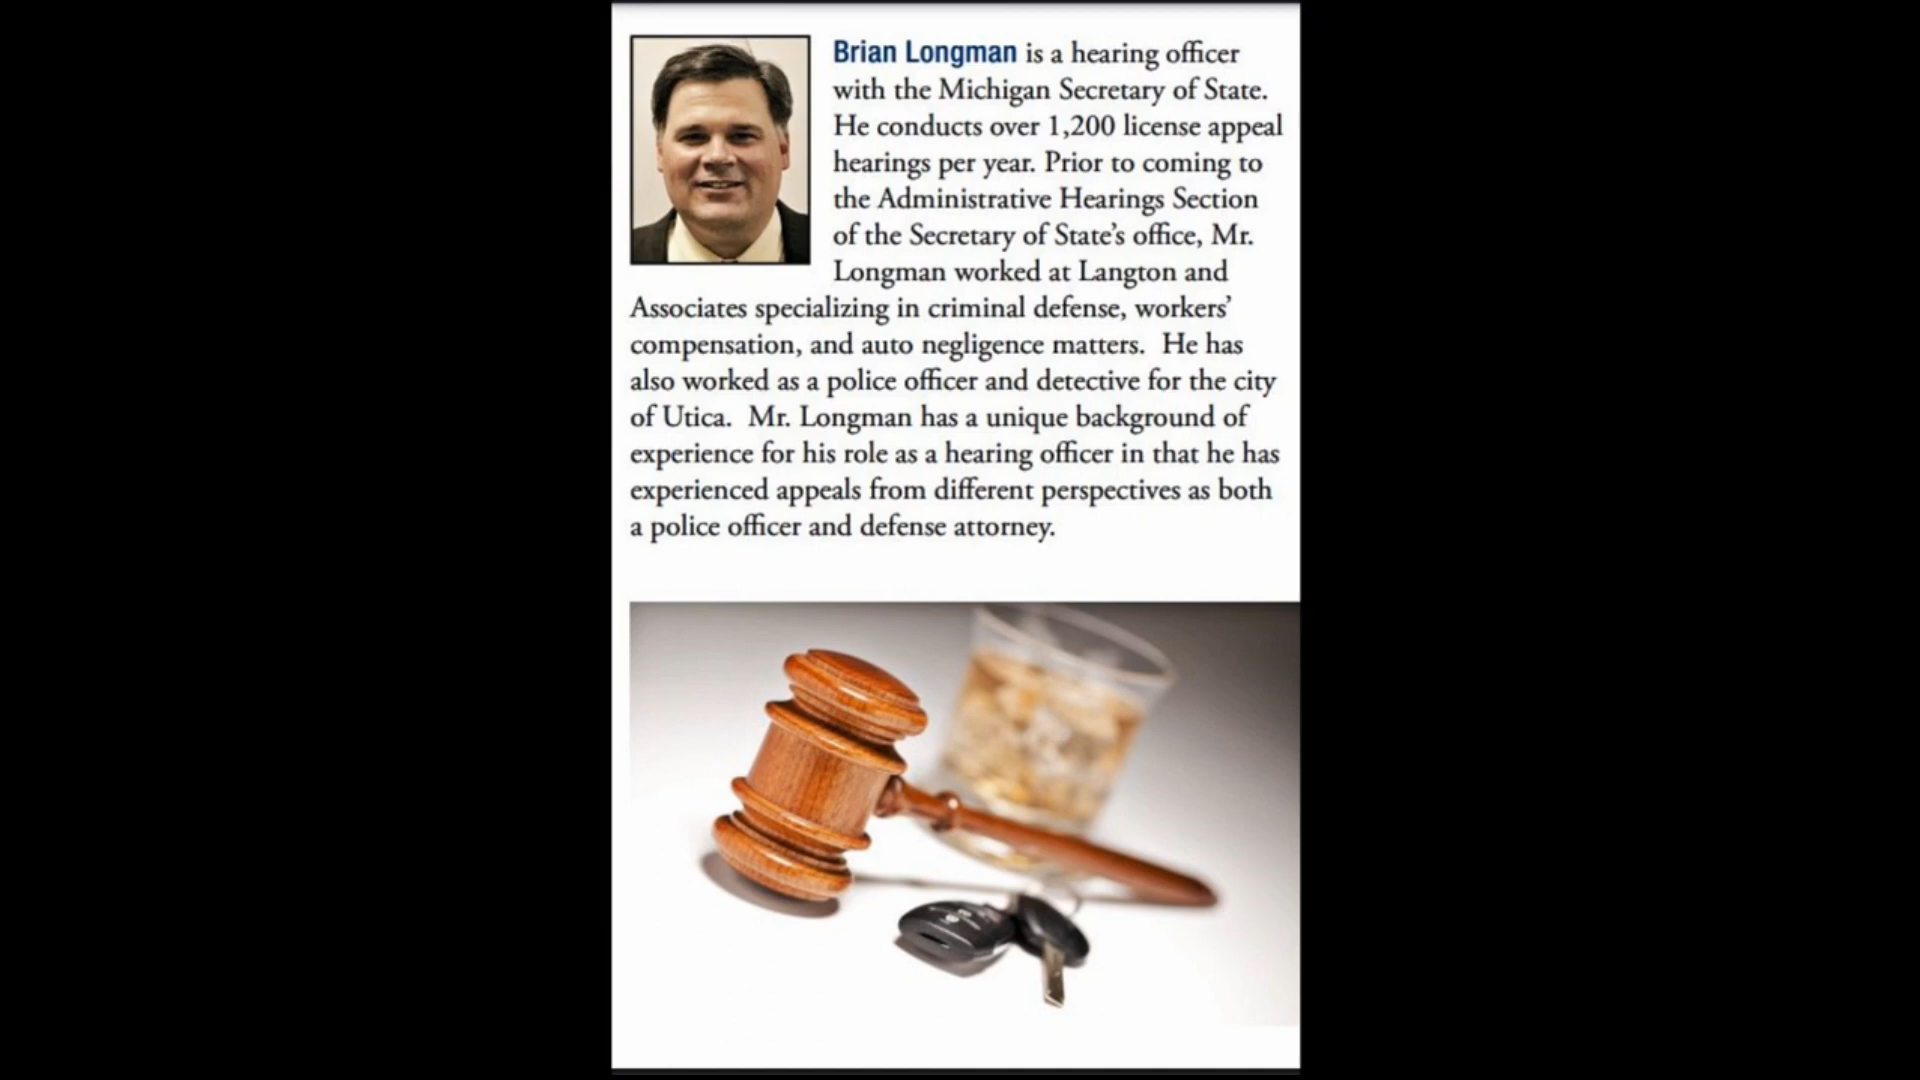 Brian Longman is a hearing officer
with the Michigan Secretary of State.
He conducts over 1,200 license appeal
hearings per year. Prior to coming to
the Administrative Hearings Section
of the Secretary of State’s office, Mr.
Longman worked at Langton and
Associates specializing in criminal defense, workers’
compensation, and auto negligence matters.  He has
also worked as a police officer and detective for the city
of Utica.  Mr. Longman has a unique background of
experience for his role as a hearing officer in that he has
experienced appeals from different perspectives as both
a police officer and defense attorney.